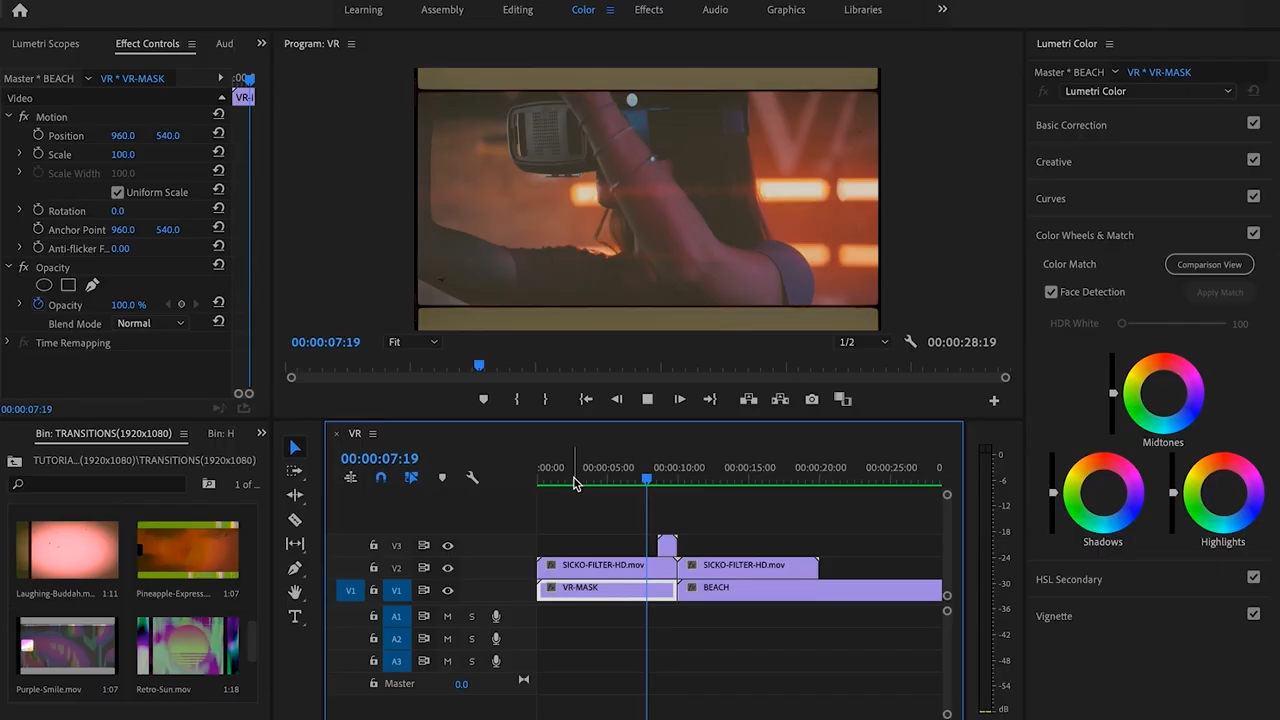 Learning Assembly Editing Color Effects Audio Graphics Libraries
Lumetri Scopes Effect Controls Aud
Master * BEACH VR * VR-MASK :00
Video VR-
Motion
Position 960.0 540.0
Scale 100.0
Scale Width 100.0
Uniform Scale
Rotation 0.0
Anchor Point 960.0 540.0
Anti-flicker F... 0.00
Opacity
Opacity 100.0 %
Blend Mode Normal
Time Remapping
00:00:07:19
Program: VR
00:00:07:19 Fit 1/2 00:00:28:19
Lumetri Color
Master * BEACH VR * VR-MASK
fx Lumetri Color
Basic Correction
Creative
Curves
Color Wheels & Match
Color Match Comparison View
Face Detection Apply Match
HDR White 100
Midtones
Shadows Highlights
HSL Secondary
Vignette
Bin: TRANSITIONS(1920x1080) Bin: H
TUTORIA...(1920x1080)\TRANSITIONS(1920x1080)
1 of...
Laughing-Buddah.m... 1:11 Pineapple-Express... 1:07
Purple-Smile.mov 1:07 Retro-Sun.mov 1:18
× VR
00:00:07:19
:00:00 00:00:05:00 00:00:10:00 00:00:15:00 00:00:20:00 00:00:25:00 0
V3
V2 SICKO-FILTER-HD.mov SICKO-FILTER-HD.mov
V1 V1 VR-MASK BEACH
A1 M S
A2 M S
A3 M S
Master 0.0
0
-6
-12
-18
-24
-30
-36
-42
-48
-54
dB